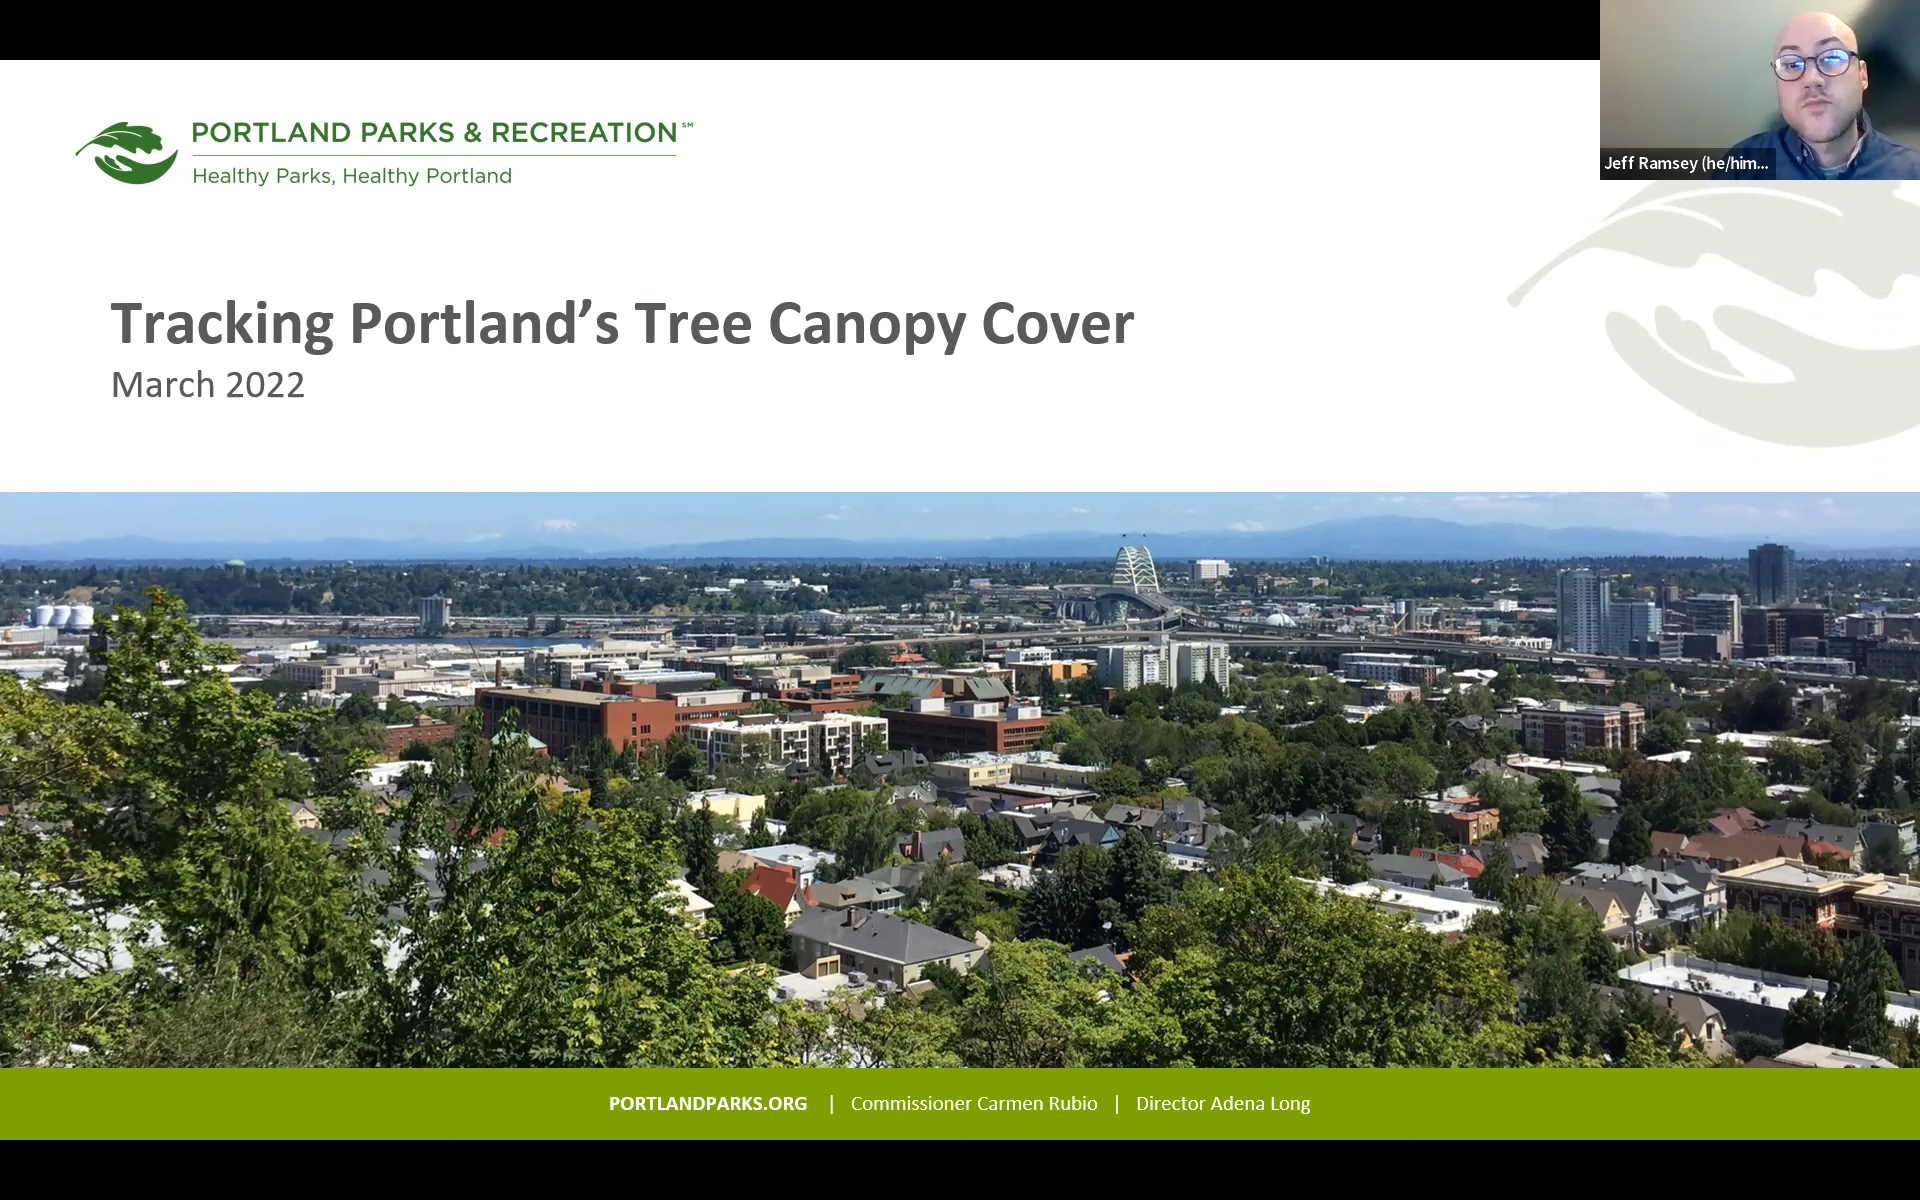 PORTLAND PARKS & RECREATION℠
Healthy Parks, Healthy Portland
Jeff Ramsey (he/him...
Tracking Portland’s Tree Canopy Cover
March 2022
PORTLANDPARKS.ORG | Commissioner Carmen Rubio | Director Adena Long